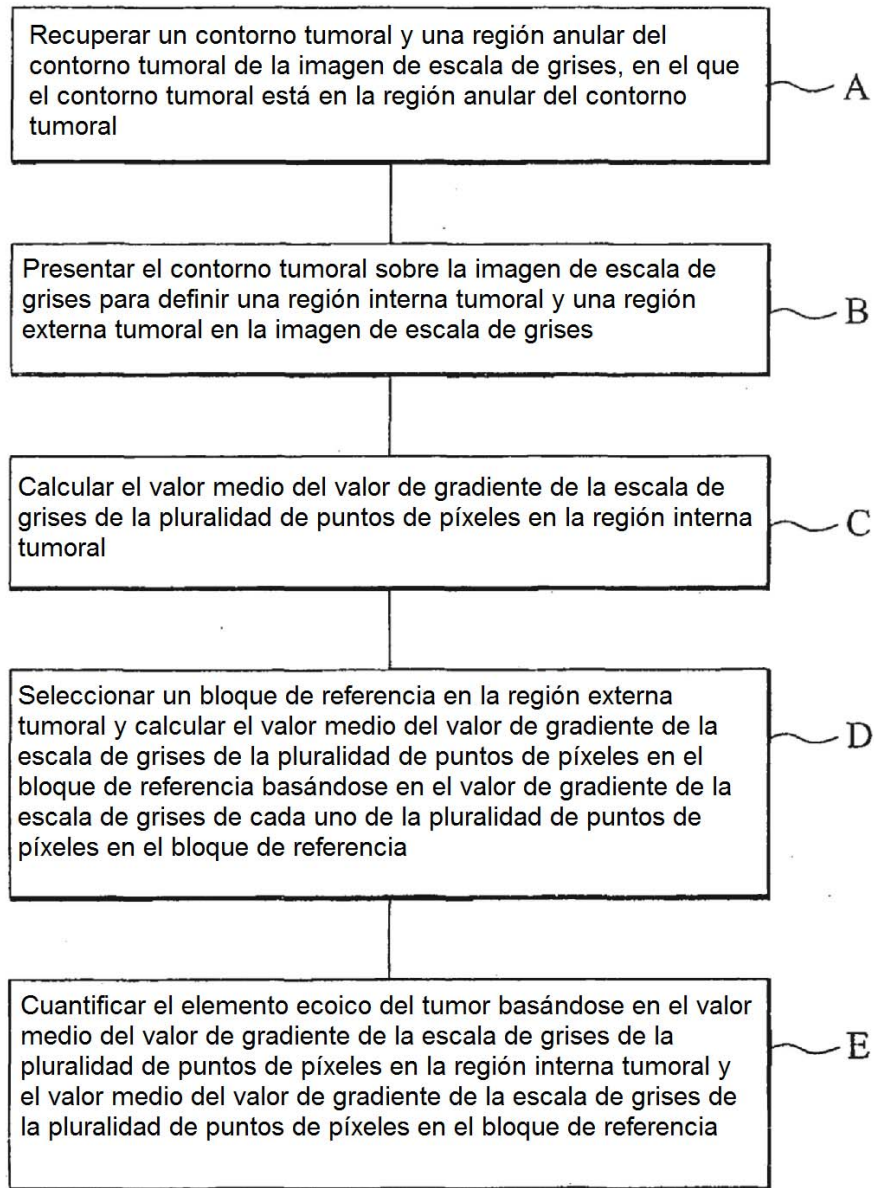 Recuperar un contorno tumoral y una región anular del
contorno tumoral de la imagen de escala de grises, en el que
el contorno tumoral está en la región anular del contorno
tumoral
A
Presentar el contorno tumoral sobre la imagen de escala de
grises para definir una región interna tumoral y una región
externa tumoral en la imagen de escala de grises
B
Calcular el valor medio del valor de gradiente de la escala de
grises de la pluralidad de puntos de píxeles en la región interna
tumoral
C
Seleccionar un bloque de referencia en la región externa
tumoral y calcular el valor medio del valor de gradiente de la
escala de grises de la pluralidad de puntos de píxeles en el
bloque de referencia basándose en el valor de gradiente de la
escala de grises de cada uno de la pluralidad de puntos de
píxeles en el bloque de referencia
D
Cuantificar el elemento ecoico del tumor basándose en el valor
medio del valor de gradiente de la escala de grises de la
pluralidad de puntos de píxeles en la región interna tumoral y
el valor medio del valor de gradiente de la escala de grises de
la pluralidad de puntos de píxeles en el bloque de referencia
E